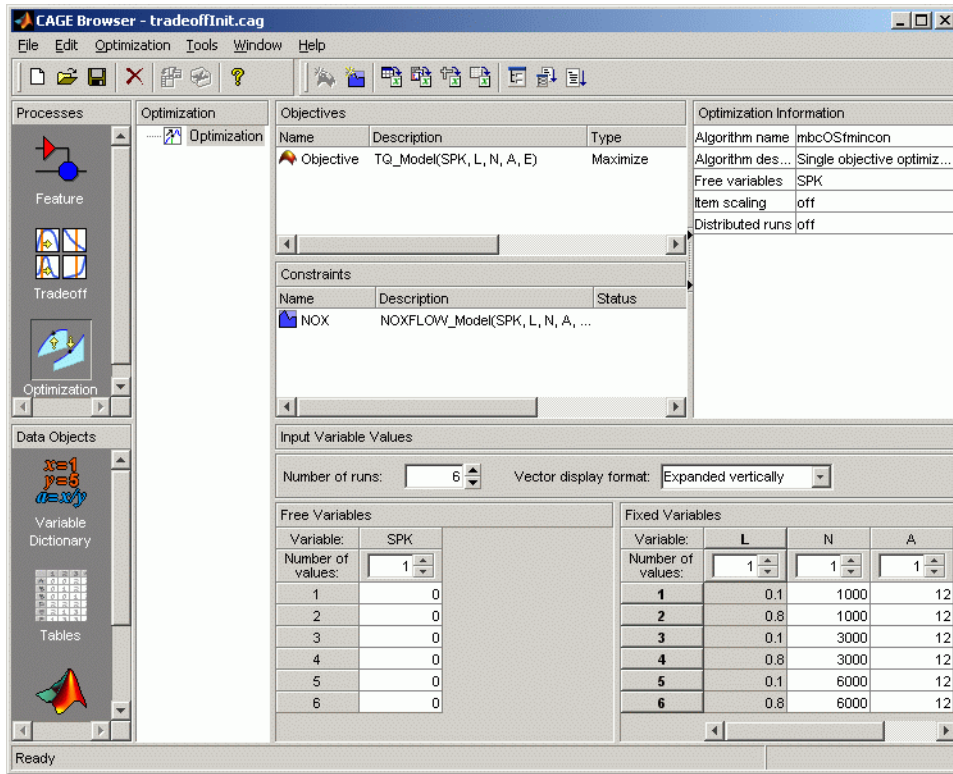 CAGE Browser - tradeoffInit.cag
File Edit Optimization Tools Window Help
Processes
Feature
Tradeoff
Optimization
Data Objects
x=1
y=5
a=x/y
Variable
Dictionary
Tables
Optimization
Optimization
Objectives
Name Description Type
Objective TQ_Model(SPK, L, N, A, E) Maximize
Constraints
Name Description Status
NOX NOXFLOW_Model(SPK, L, N, A, ...
Optimization Information
Algorithm name mbcOSfmincon
Algorithm des... Single objective optimiz...
Free variables SPK
Item scaling off
Distributed runs off
Input Variable Values
Number of runs: 6 Vector display format: Expanded vertically
Free Variables
Variable: SPK
Number of
values: 1
1 0
2 0
3 0
4 0
5 0
6 0
Fixed Variables
Variable: L N A
Number of
values: 1 1 1
1 0.1 1000 12
2 0.8 1000 12
3 0.1 3000 12
4 0.8 3000 12
5 0.1 6000 12
6 0.8 6000 12
Ready